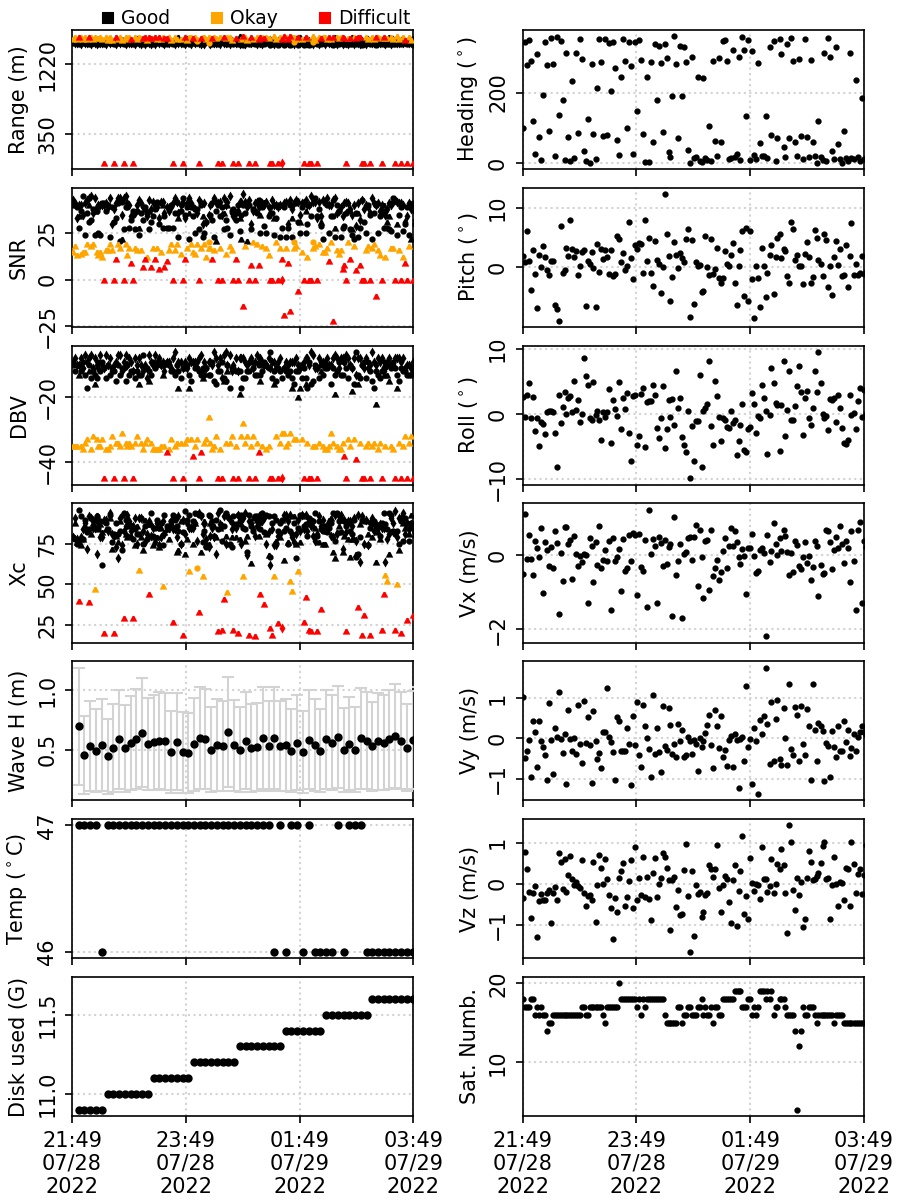 Good Okay Difficult
Range (m)
1220
350
Heading (°)
200
0
SNR
25
0
−25
Pitch (°)
10
0
DBV
−20
−40
Roll (°)
10
0
−10
Xc
75
50
25
Vx (m/s)
0
−2
Wave H (m)
1.0
0.5
Vy (m/s)
1
0
−1
Temp (°C)
47
46
Vz (m/s)
1
0
−1
Disk used (G)
11.5
11.0
Sat. Numb.
20
10
21:49 23:49 01:49 03:49 21:49 23:49 01:49 03:49
07/28 07/28 07/29 07/29 07/28 07/28 07/29 07/29
2022 2022 2022 2022 2022 2022 2022 2022